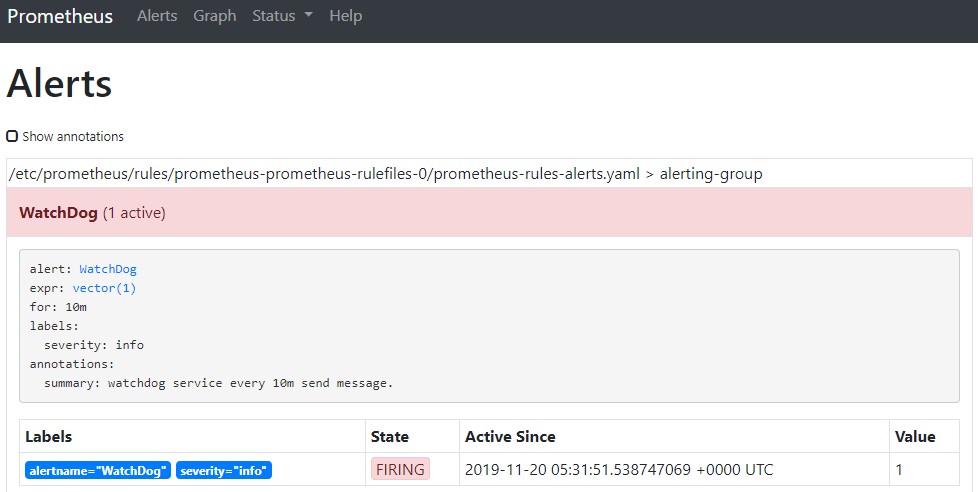 Prometheus Alerts Graph Status Help
Alerts
Show annotations
/etc/prometheus/rules/prometheus-prometheus-rulefiles-0/prometheus-rules-alerts.yaml > alerting-group
WatchDog (1 active)
alert: WatchDog
expr: vector(1)
for: 10m
labels:
  severity: info
annotations:
  summary: watchdog service every 10m send message.
Labels State Active Since Value
alertname="WatchDog" severity="info" FIRING 2019-11-20 05:31:51.538747069 +0000 UTC 1